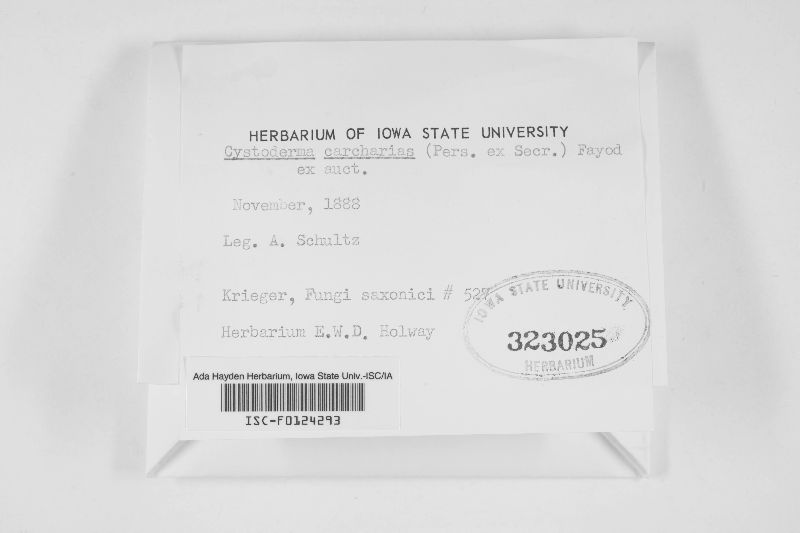 HERBARIUM OF IOWA STATE UNIVERSITY
Cystoderma carcharias (Pers. ex Secr.) Fayod
ex auct.
November, 1888
Leg. A. Schultz
Krieger, Fungi saxonici # 527
Herbarium E.W.D. Holway
IOWA STATE UNIVERSITY
323025
HERBARIUM
Ada Hayden Herbarium, Iowa State Univ.-ISC/IA
ISC-F0124293